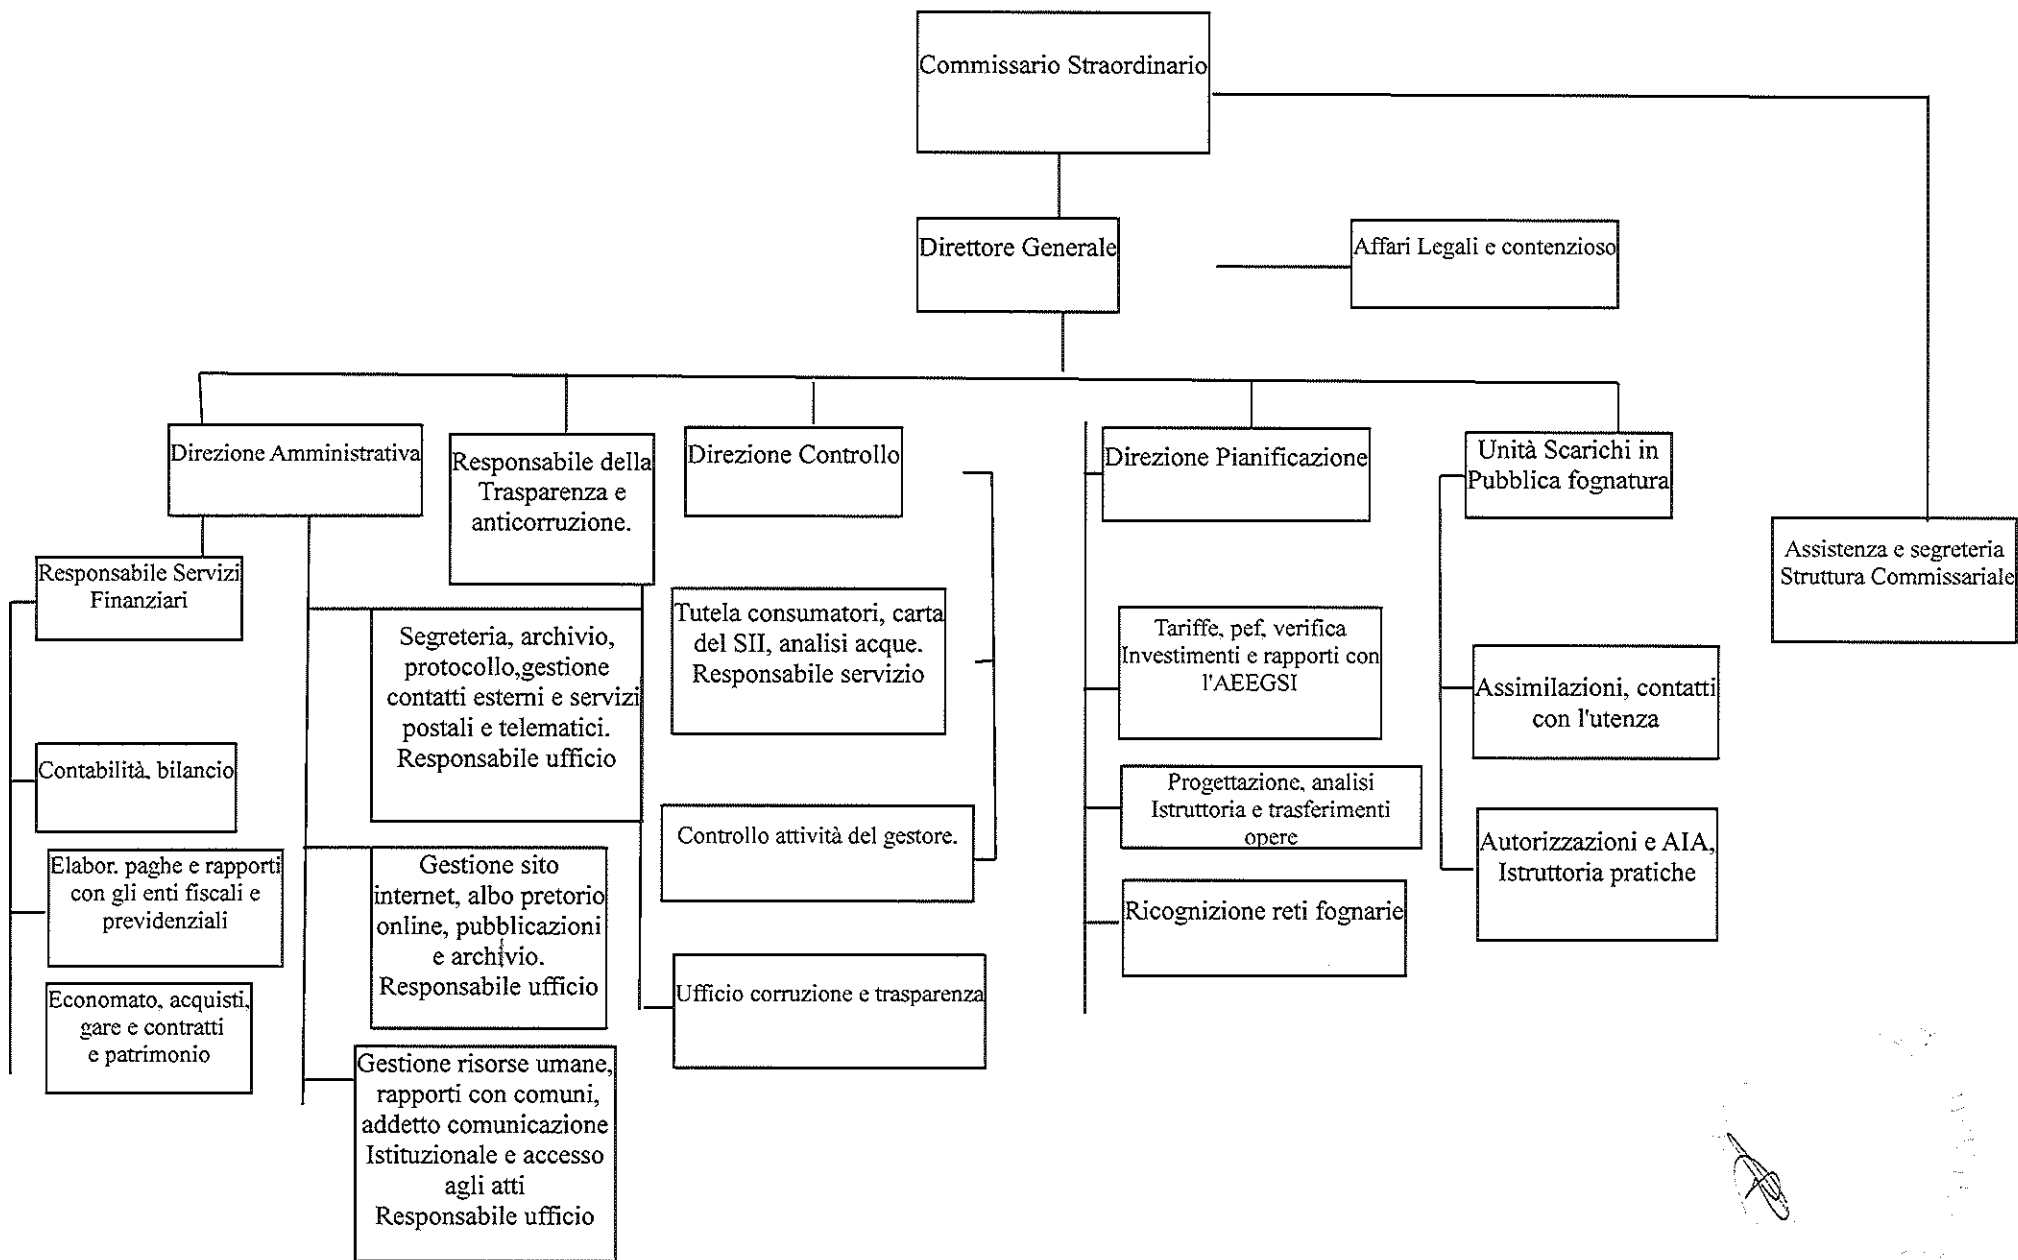 Commissario Straordinario
Direttore Generale
Affari Legali e contenzioso
Direzione Amministrativa
Responsabile della
Trasparenza e
anticorruzione.
Direzione Controllo
Direzione Pianificazione
Unità Scarichi in
Pubblica fognatura
Assistenza e segreteria
Struttura Commissariale
Responsabile Servizi
Finanziari
Segreteria, archivio,
protocollo,gestione
contatti esterni e servizi
postali e telematici.
Responsabile ufficio
Tutela consumatori, carta
del SII, analisi acque.
Responsabile servizio
Tariffe, pef, verifica
Investimenti e rapporti con
l'AEEGSI
Assimilazioni, contatti
con l'utenza
Contabilità, bilancio
Progettazione, analisi
Istruttoria e trasferimenti
opere
Controllo attività del gestore.
Autorizzazioni e AIA,
Istruttoria pratiche
Elabor. paghe e rapporti
con gli enti fiscali e
previdenziali
Gestione sito
internet, albo pretorio
online, pubblicazioni
e archivio.
Responsabile ufficio
Ricognizione reti fognarie
Ufficio corruzione e trasparenza
Economato, acquisti,
gare e contratti
e patrimonio
Gestione risorse umane,
rapporti con comuni,
addetto comunicazione
Istituzionale e accesso
agli atti
Responsabile ufficio